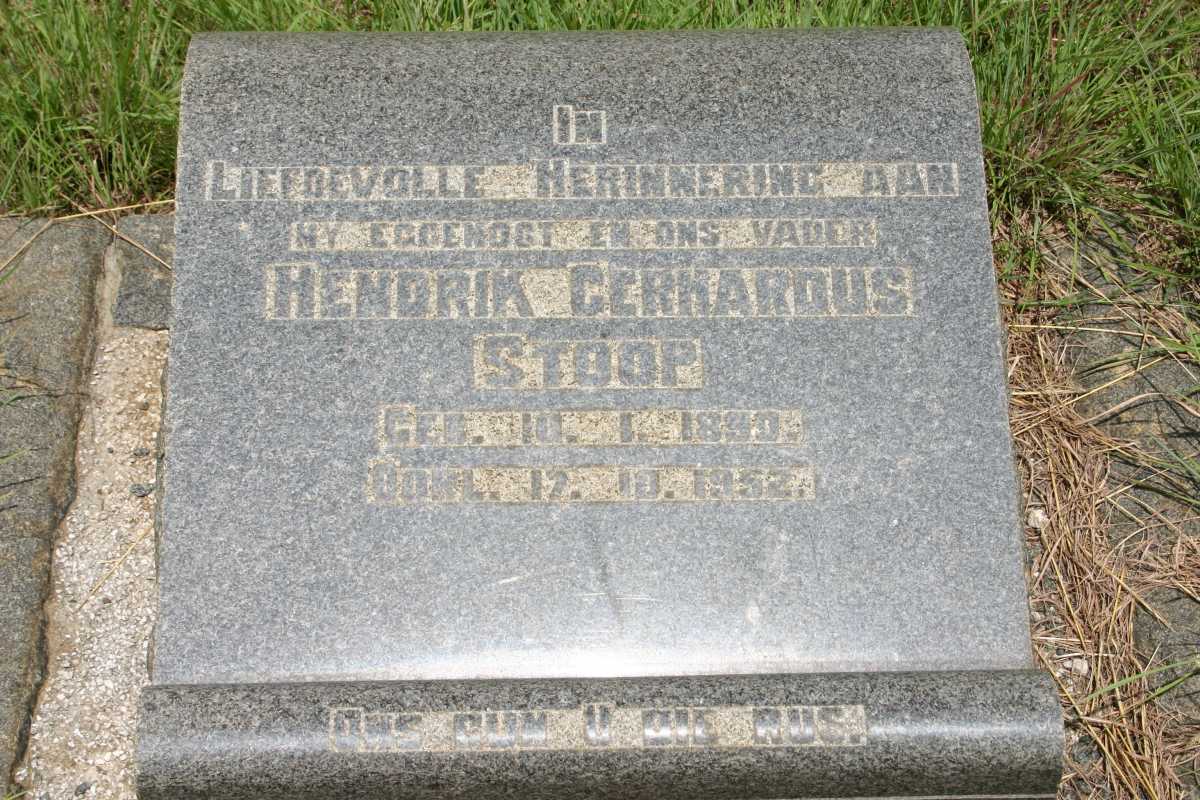 IN
LIEFDEVOLLE HERINNERING AAN
MY EGGENOOT EN ONS VADER
HENDRIK GERHARDUS
STOOP
GEB. 10. 1. 1890.
OORL. 12. 10. 1952.
ONS GUN U DIE RUS.